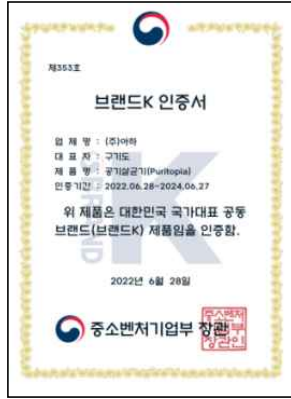 제353호
브랜드K 인증서
업 체 명 : (주)아하
대 표 자 : 구기도
제 품 명 : 공기살균기(Puritopia)
인증기간 : 2022.06.28~2024.06.27
위 제품은 대한민국 국가대표 공동
브랜드(브랜드K) 제품임을 인증함.
2022년 6월 28일
중소벤처기업부 장관